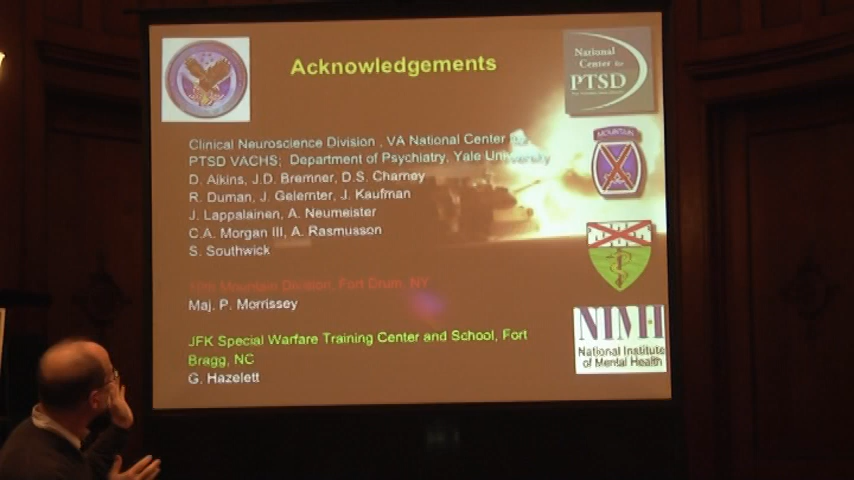 Acknowledgements
National
Center for
PTSD
Clinical Neuroscience Division , VA National Center for
PTSD VACHS; Department of Psychiatry, Yale University
MOUNTAIN
D. Aikins, J.D. Bremner, D.S. Charney
R. Duman, J. Gelernter, J. Kaufman
J. Lappalainen, A. Neumeister
C.A. Morgan III, A. Rasmusson
S. Southwick
10th Mountain Division, Fort Drum, NY
Maj. P. Morrissey
JFK Special Warfare Training Center and School, Fort
Bragg, NC
G. Hazelett
NIMH
National Institute
of Mental Health